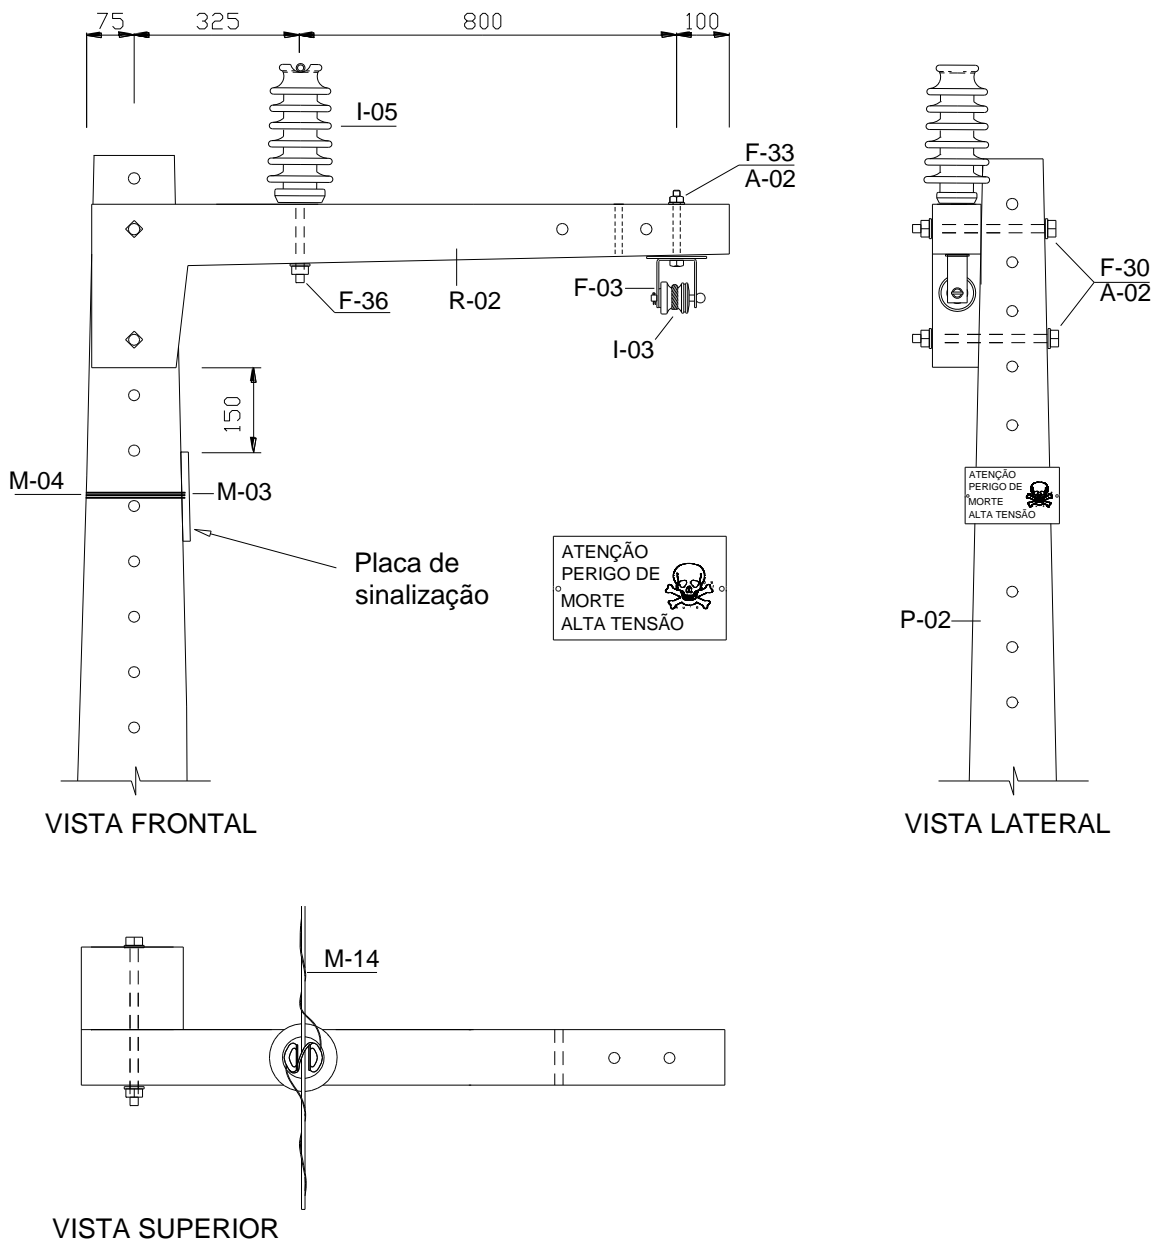 75 325 800 100
I-05
F-33
A-02
F-30
A-02
F-36
R-02
F-03
I-03
150
M-04
M-03
ATENÇÃO
PERIGO DE
MORTE
ALTA TENSÃO
Placa de
sinalização
ATENÇÃO
PERIGO DE
MORTE
ALTA TENSÃO
P-02
VISTA FRONTAL
VISTA LATERAL
M-14
VISTA SUPERIOR